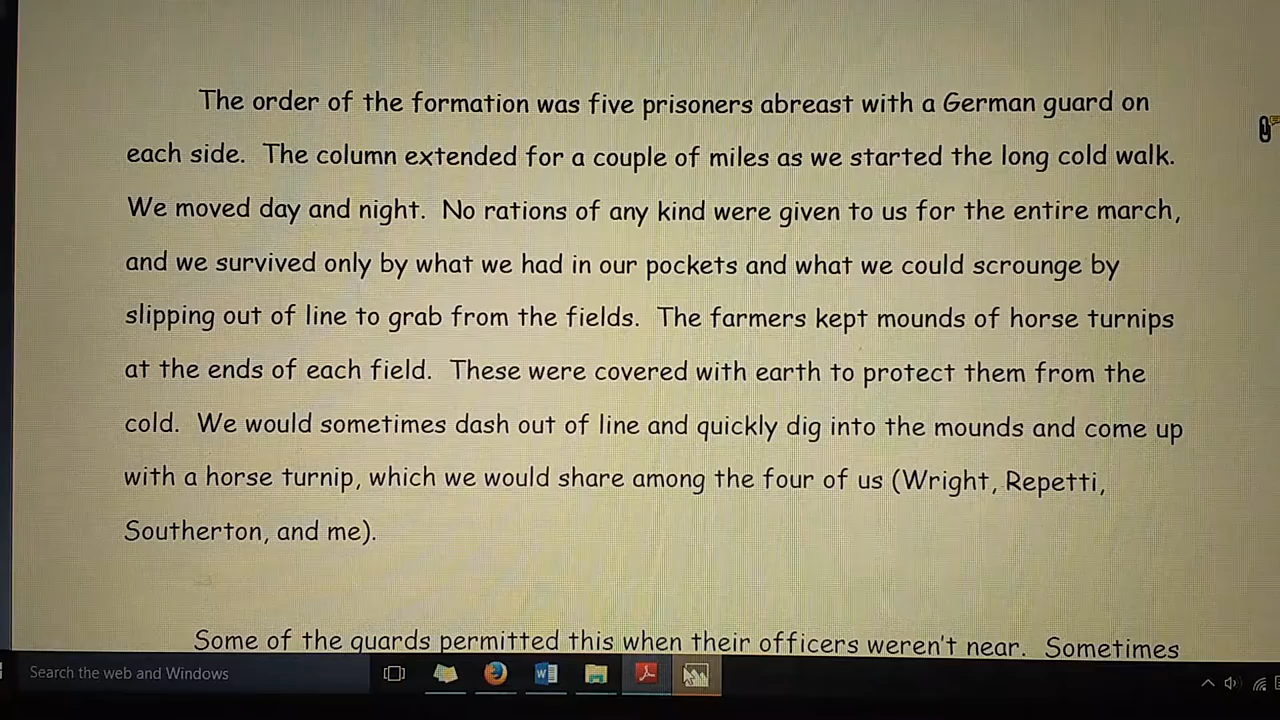 The order of the formation was five prisoners abreast with a German guard on
each side.  The column extended for a couple of miles as we started the long cold walk.
We moved day and night.  No rations of any kind were given to us for the entire march,
and we survived only by what we had in our pockets and what we could scrounge by
slipping out of line to grab from the fields.  The farmers kept mounds of horse turnips
at the ends of each field.  These were covered with earth to protect them from the
cold.  We would sometimes dash out of line and quickly dig into the mounds and come up
with a horse turnip, which we would share among the four of us (Wright, Repetti,
Southerton, and me).
Some of the guards permitted this when their officers weren't near.  Sometimes
Search the web and Windows